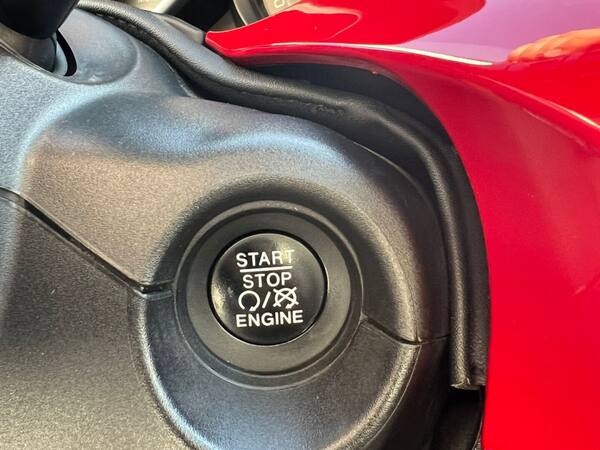 START
STOP
/
ENGINE